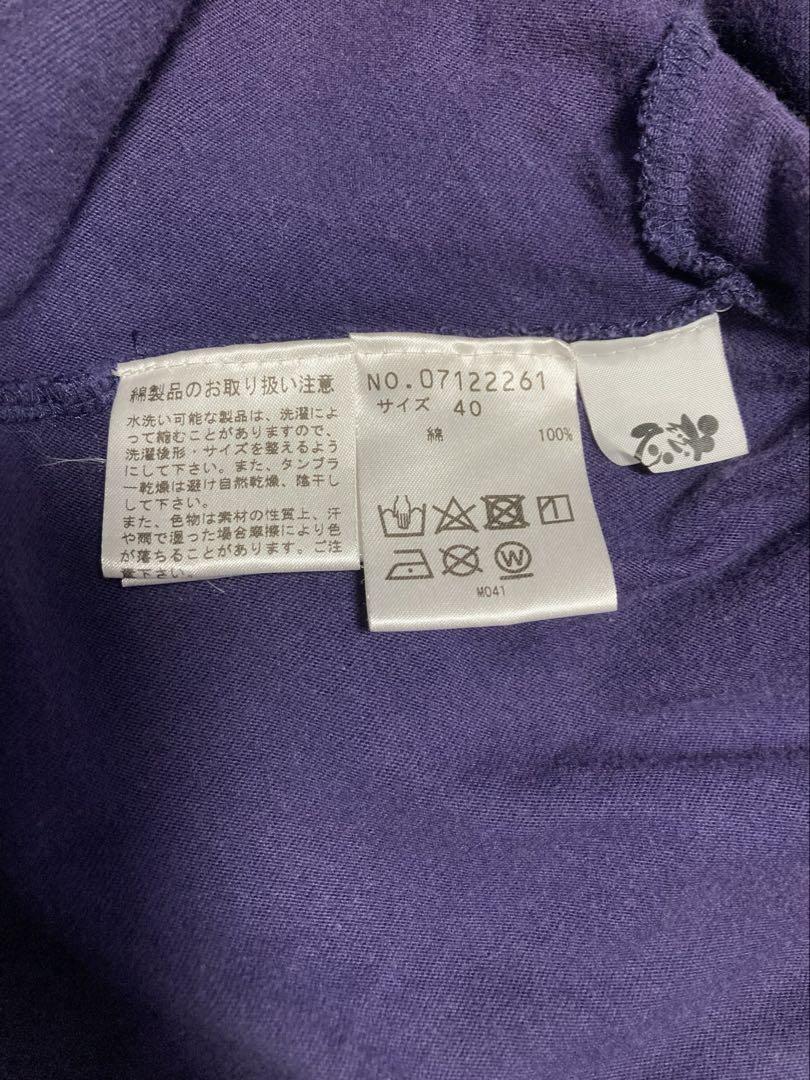 綿製品のお取り扱い注意
水洗い可能な製品は、洗濯によ
って縮むことがありますので、
洗濯後形・サイズを整えるよう
にして下さい。また、タンブラ
ー乾燥は避け自然乾燥、陰干し
して下さい。
また、色物は素材の性質上、汗
や雨で湿った場合摩擦により色
が落ちることがあります。ご注
意下さい。
NO.07122261
サイズ 40
綿 100%
W
M041